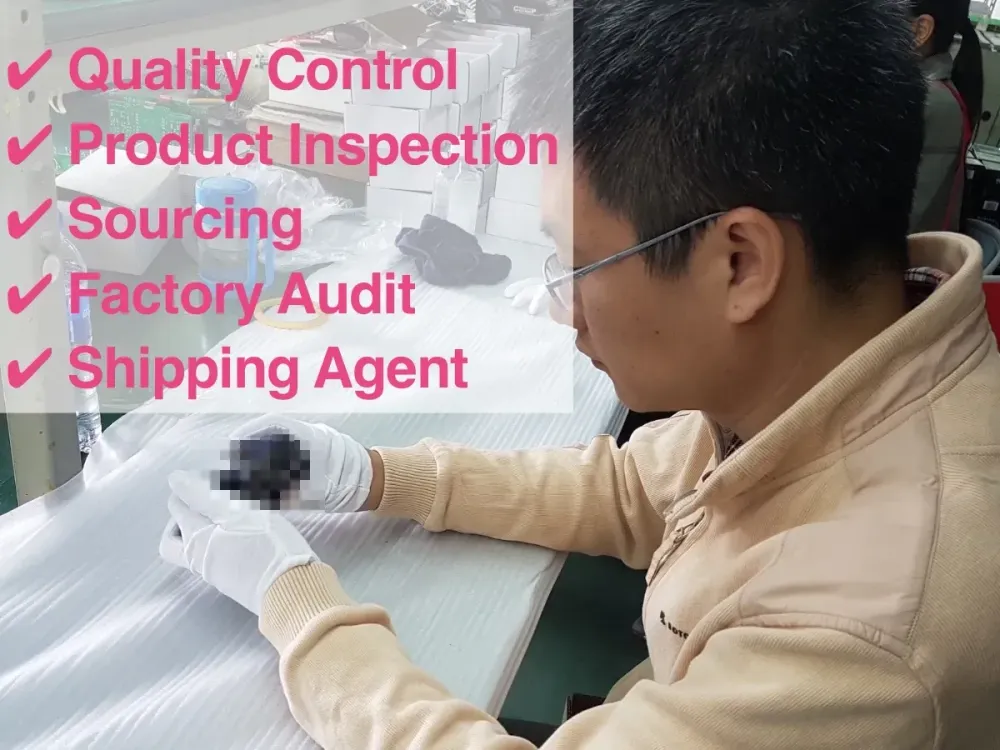 ✔ Quality Control
✔ Product Inspection
✔ Sourcing
✔ Factory Audit
✔ Shipping Agent